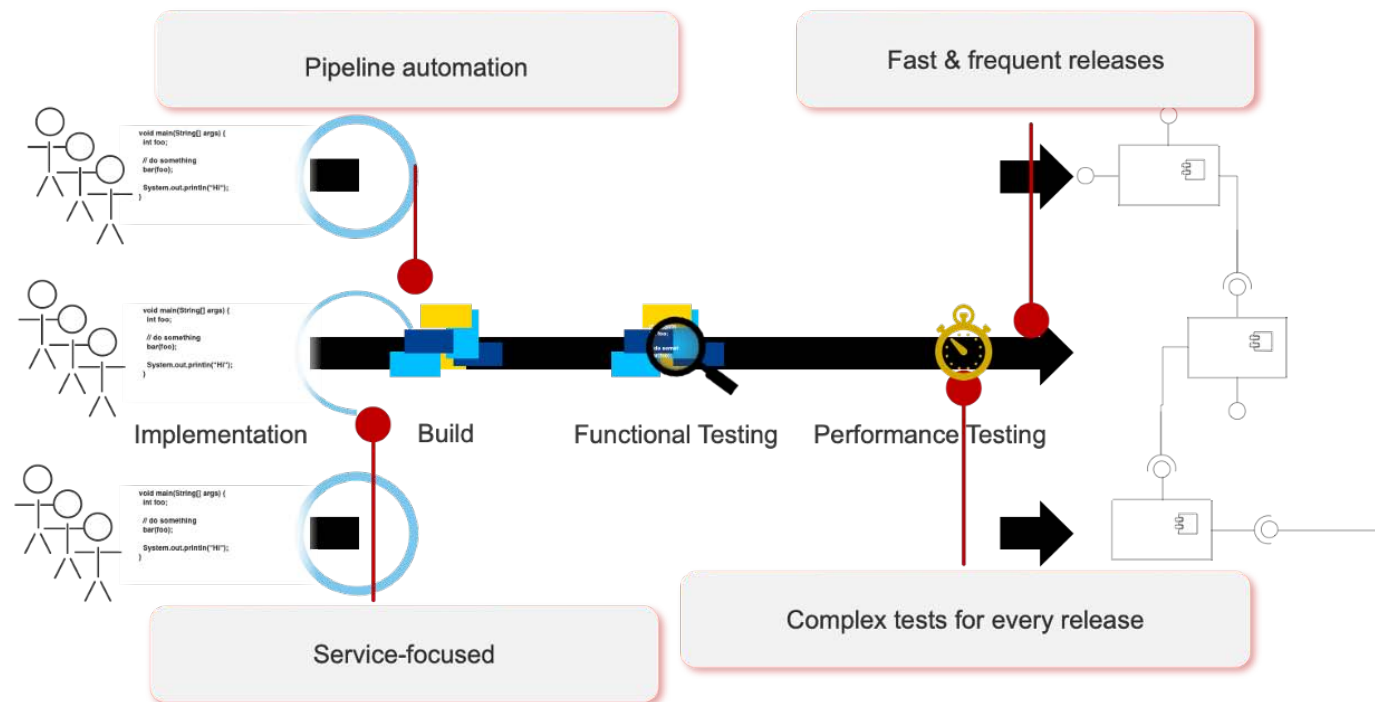 Pipeline automation
Fast & frequent releases
void main(String[] args) {
int foo;
// do something
bar(foo);
System.out.println("Hi");
}
void main(String[] args) {
int foo;
// do something
bar(foo);
System.out.println("Hi");
}
Implementation
Build
Functional Testing
Performance Testing
void main(String[] args) {
int foo;
// do something
bar(foo);
System.out.println("Hi");
}
Service-focused
Complex tests for every release